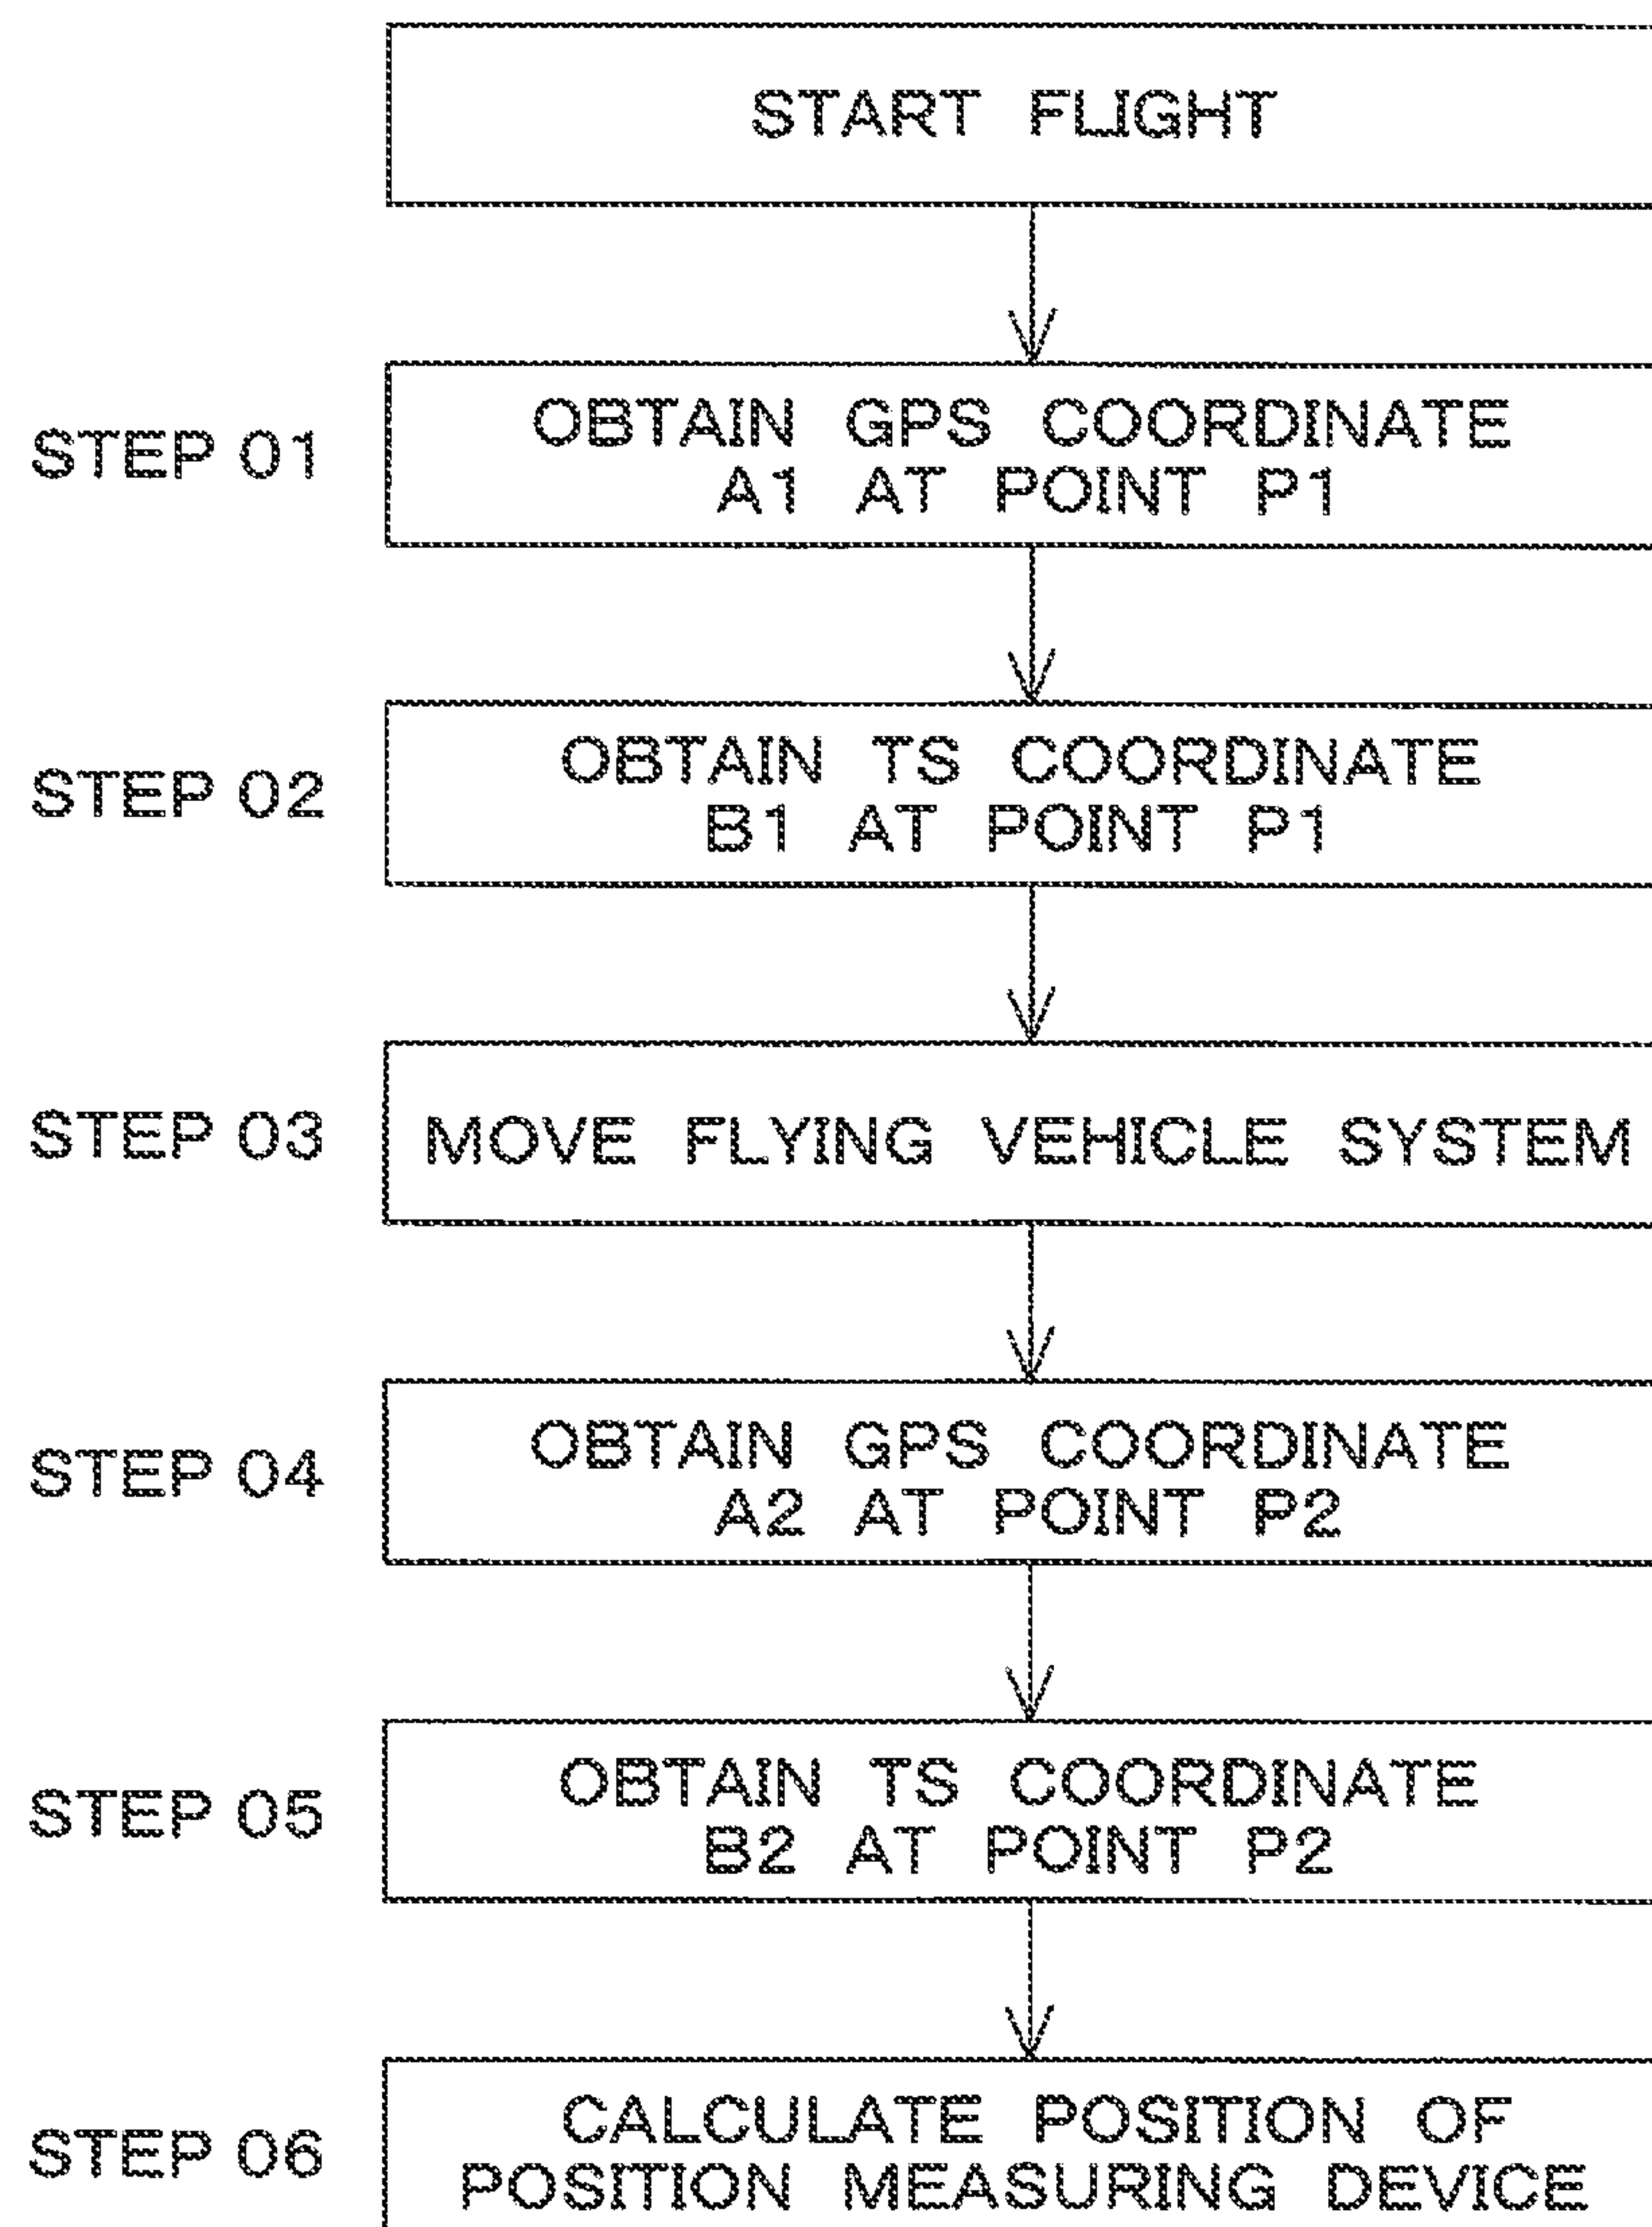 START FLIGHT
STEP 01
OBTAIN GPS COORDINATE
A1 AT POINT P1
STEP 02
OBTAIN TS COORDINATE
B1 AT POINT P1
STEP 03
MOVE FLYING VEHICLE SYSTEM
STEP 04
OBTAIN GPS COORDINATE
A2 AT POINT P2
STEP 05
OBTAIN TS COORDINATE
B2 AT POINT P2
STEP 06
CALCULATE POSITION OF
POSITION MEASURING DEVICE